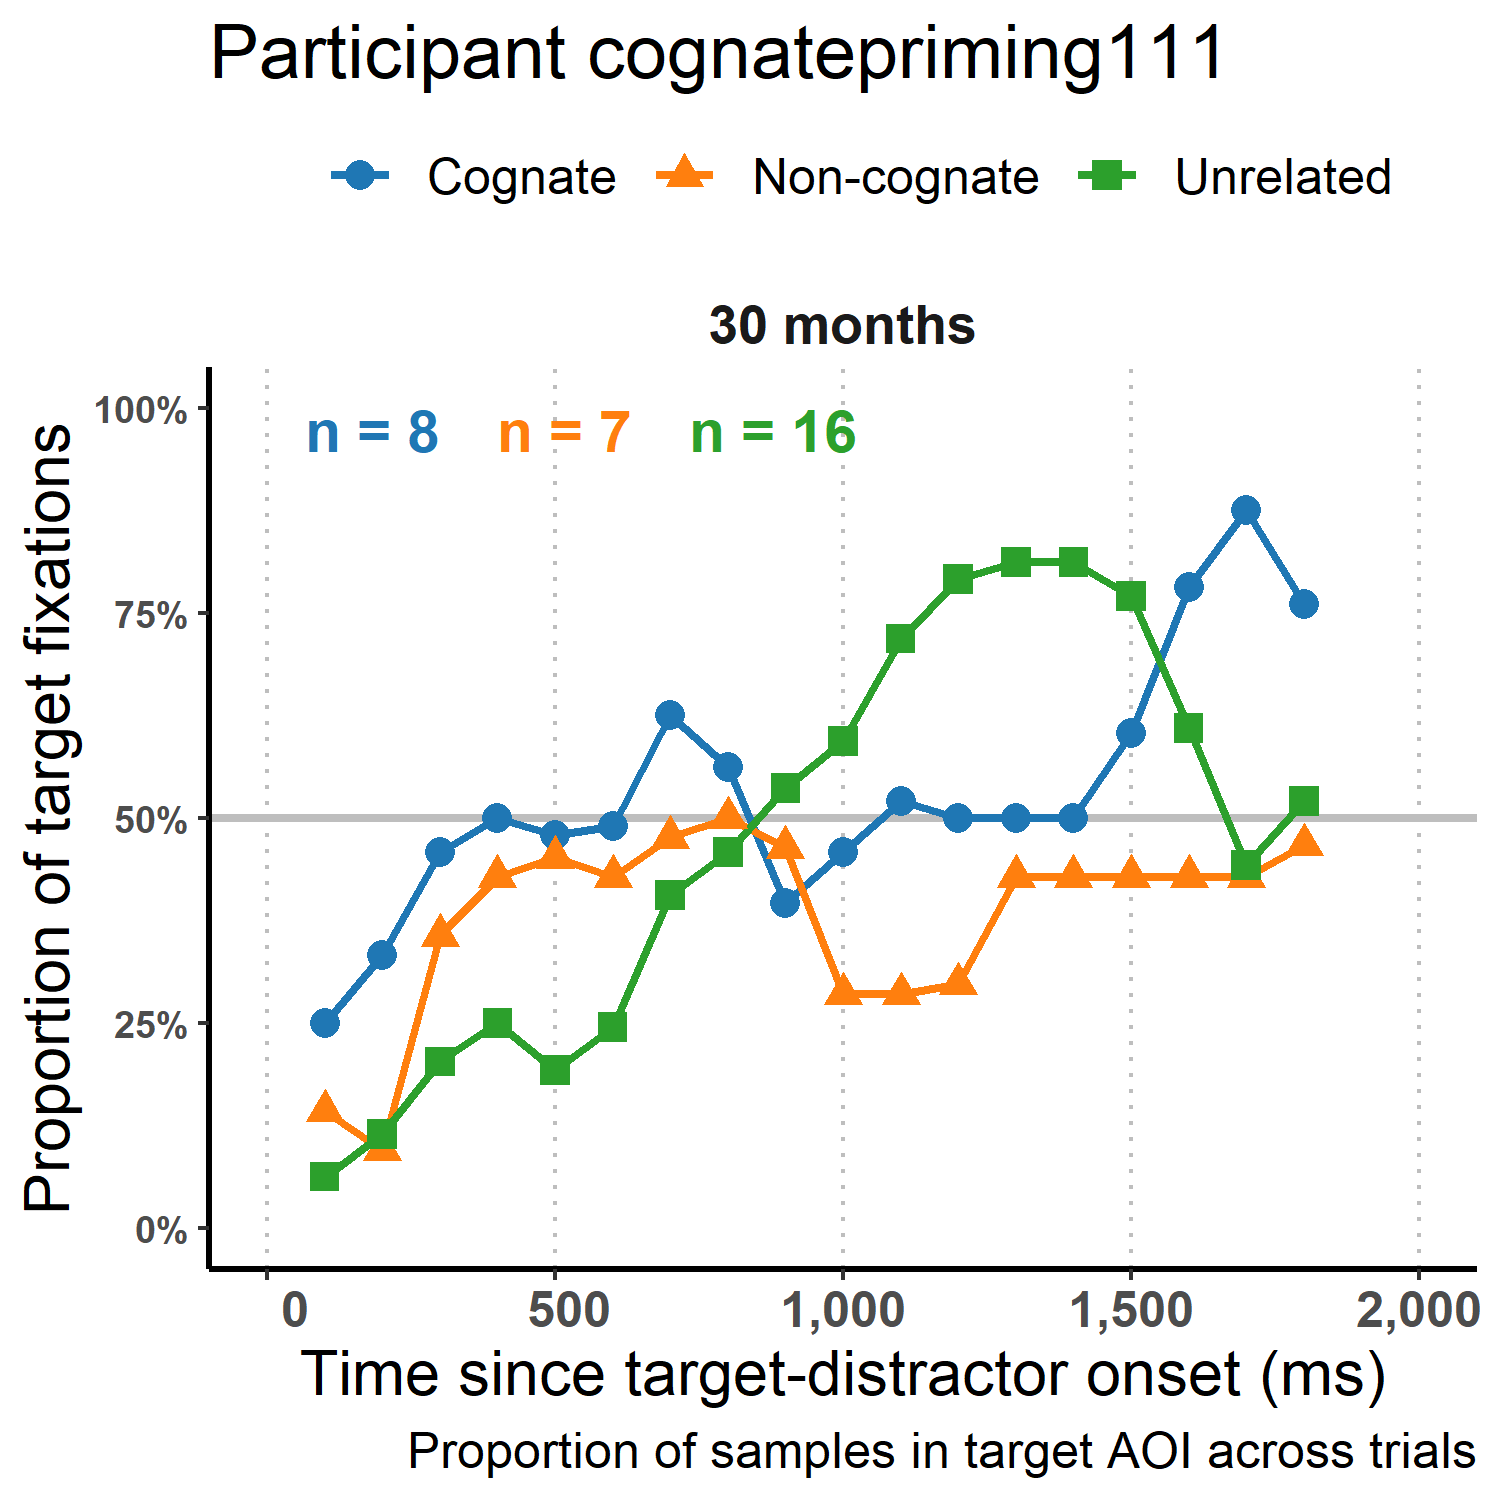 Participant cognatepriming111
Cognate Non-cognate Unrelated
30 months
n = 8 n = 7 n = 16
100%
75%
50%
25%
0%
Proportion of target fixations
0 500 1,000 1,500 2,000
Time since target-distractor onset (ms)
Proportion of samples in target AOI across trials